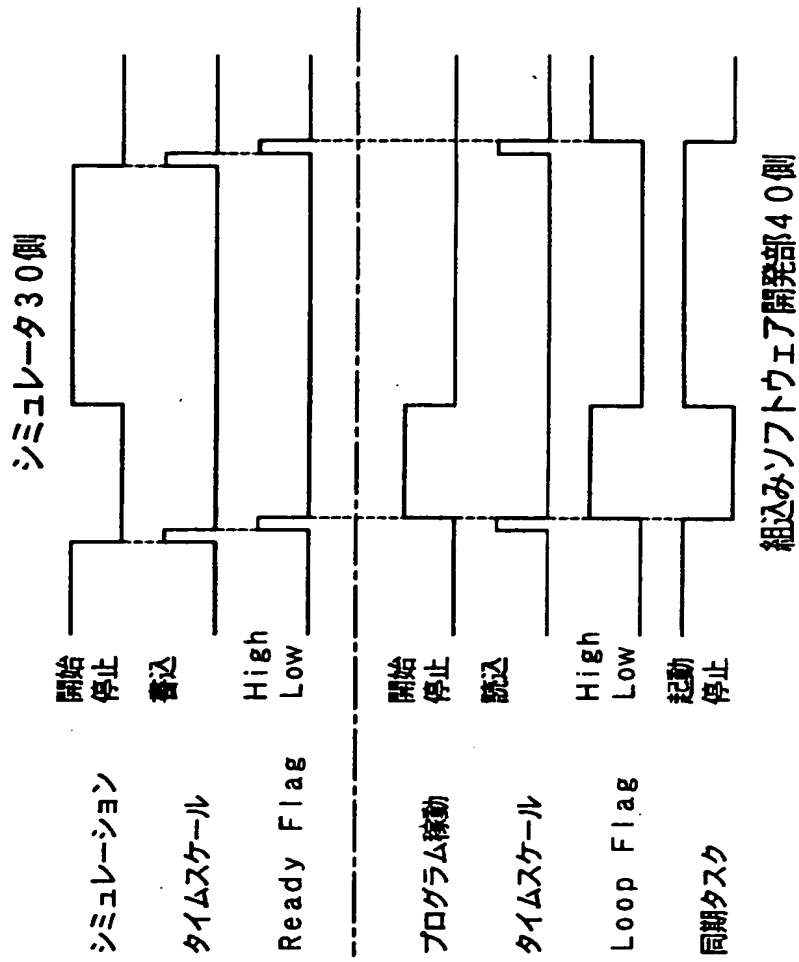 シミュレータ３０側
シミュレーション
開始
停止
タイムスケール
書込
Ready Flag
High
Low
プログラム稼動
開始
停止
タイムスケール
読込
Loop Flag
High
Low
同期タスク
起動
停止
組込みソフトウェア開発部４０側